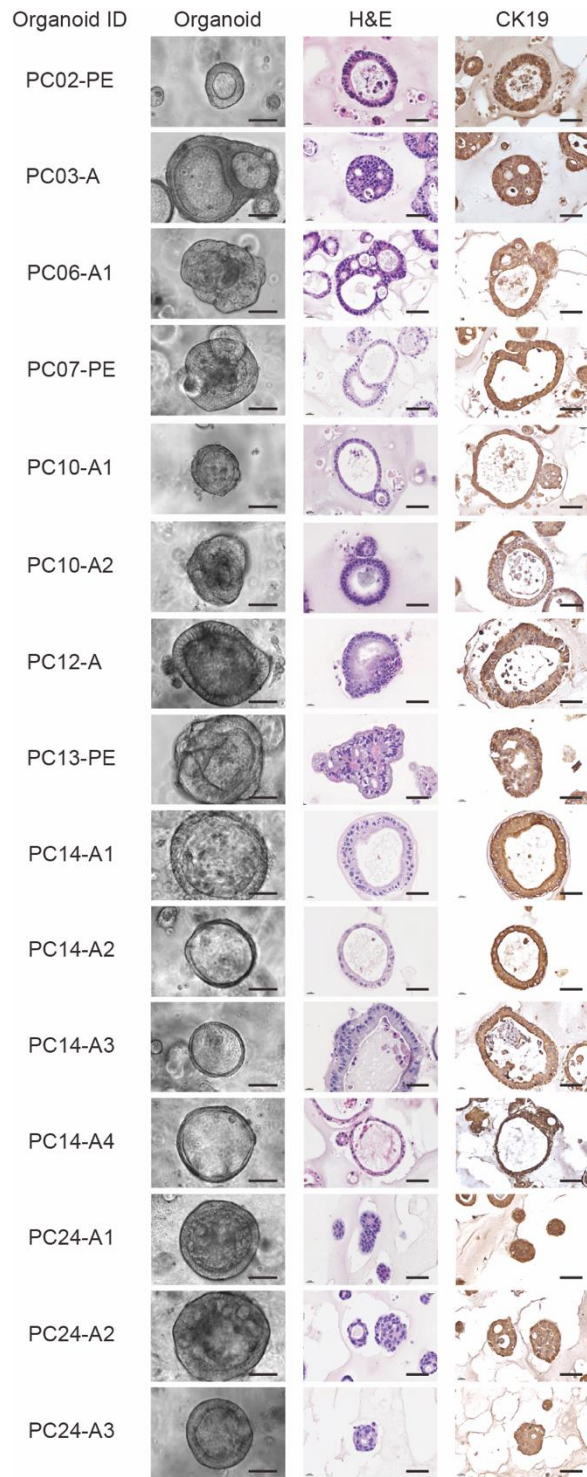 Organoid ID Organoid H&E CK19
PC02-PE
PC03-A
PC06-A1
PC07-PE
PC10-A1
PC10-A2
PC12-A
PC13-PE
PC14-A1
PC14-A2
PC14-A3
PC14-A4
PC24-A1
PC24-A2
PC24-A3